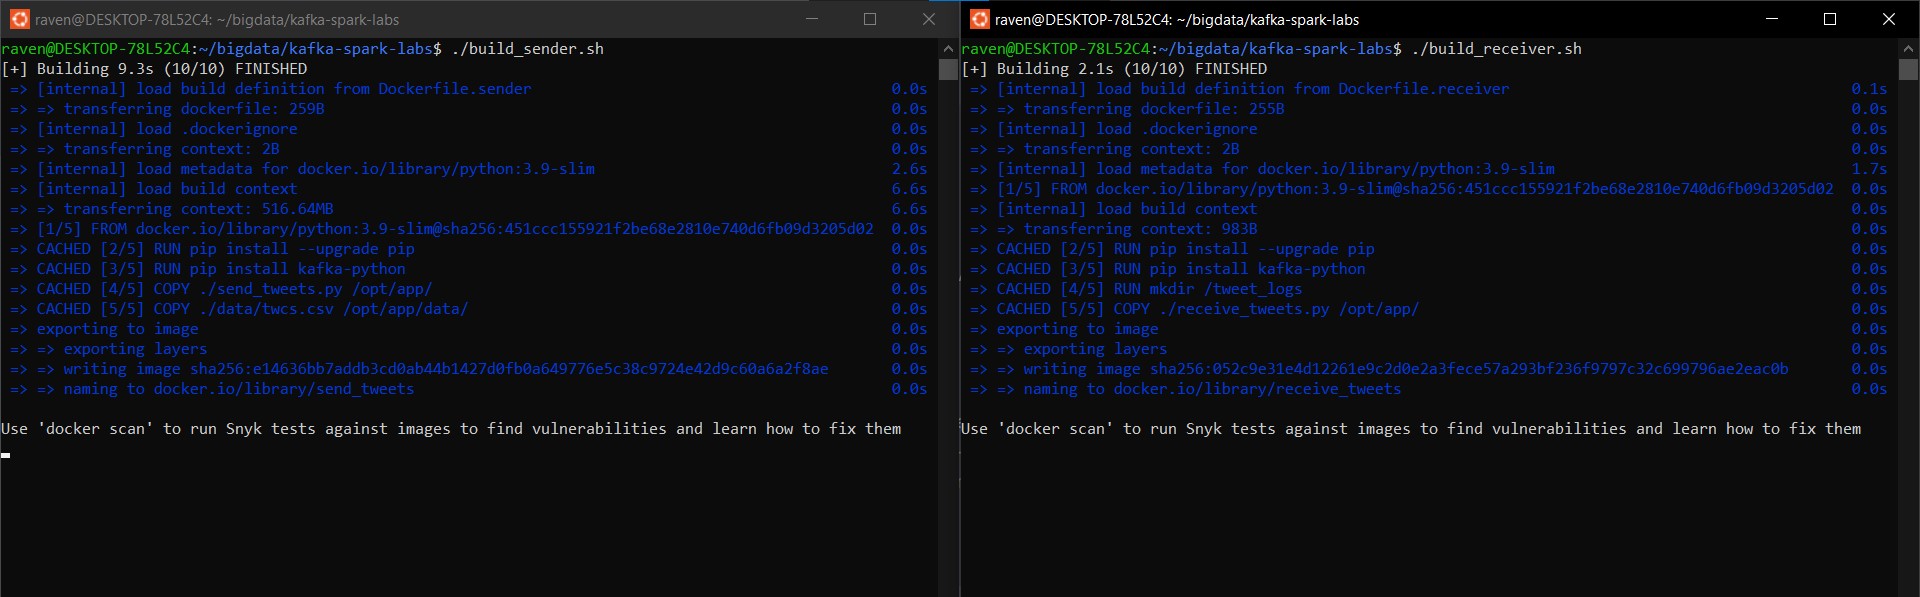 raven@DESKTOP-78L52C4: ~/bigdata/kafka-spark-labs
raven@DESKTOP-78L52C4:~/bigdata/kafka-spark-labs$ ./build_sender.sh
[+] Building 9.3s (10/10) FINISHED
=> [internal] load build definition from Dockerfile.sender 0.0s
=> => transferring dockerfile: 259B 0.0s
=> [internal] load .dockerignore 0.0s
=> => transferring context: 2B 0.0s
=> [internal] load metadata for docker.io/library/python:3.9-slim 2.6s
=> [internal] load build context 6.6s
=> => transferring context: 516.64MB 6.6s
=> [1/5] FROM docker.io/library/python:3.9-slim@sha256:451ccc155921f2be68e2810e740d6fb09d3205d02 0.0s
=> CACHED [2/5] RUN pip install --upgrade pip 0.0s
=> CACHED [3/5] RUN pip install kafka-python 0.0s
=> CACHED [4/5] COPY ./send_tweets.py /opt/app/ 0.0s
=> CACHED [5/5] COPY ./data/twcs.csv /opt/app/data/ 0.0s
=> exporting to image 0.0s
=> => exporting layers 0.0s
=> => writing image sha256:e14636bb7addb3cd0ab44b1427d0fb0a649776e5c38c9724e42d9c60a6a2f8ae 0.0s
=> => naming to docker.io/library/send_tweets 0.0s
Use 'docker scan' to run Snyk tests against images to find vulnerabilities and learn how to fix them
raven@DESKTOP-78L52C4: ~/bigdata/kafka-spark-labs
raven@DESKTOP-78L52C4:~/bigdata/kafka-spark-labs$ ./build_receiver.sh
[+] Building 2.1s (10/10) FINISHED
=> [internal] load build definition from Dockerfile.receiver 0.1s
=> => transferring dockerfile: 255B 0.0s
=> [internal] load .dockerignore 0.0s
=> => transferring context: 2B 0.0s
=> [internal] load metadata for docker.io/library/python:3.9-slim 1.7s
=> [1/5] FROM docker.io/library/python:3.9-slim@sha256:451ccc155921f2be68e2810e740d6fb09d3205d02 0.0s
=> [internal] load build context 0.0s
=> => transferring context: 983B 0.0s
=> CACHED [2/5] RUN pip install --upgrade pip 0.0s
=> CACHED [3/5] RUN pip install kafka-python 0.0s
=> CACHED [4/5] RUN mkdir /tweet_logs 0.0s
=> CACHED [5/5] COPY ./receive_tweets.py /opt/app/ 0.0s
=> exporting to image 0.0s
=> => exporting layers 0.0s
=> => writing image sha256:052c9e31e4d12261e9c2d0e2a3fece57a293bf236f9797c32c699796ae2eac0b 0.0s
=> => naming to docker.io/library/receive_tweets 0.0s
Use 'docker scan' to run Snyk tests against images to find vulnerabilities and learn how to fix them